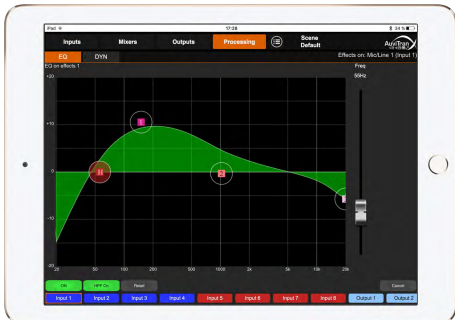 iPad
17:28
34 %
Inputs
Mixers
Outputs
Processing
Scene
Default
AuviTran
EQ
DYN
Effects on: Mic/Line 1 (Input 1)
EQ on effects 1
Freq
55Hz
+20
+10
0
-10
-20
1
2
20
50
100
200
500
1000
2k
5k
10k
20k
ON
HPF On
Reset
Cancel
Input 1
Input 2
Input 3
Input 4
Input 5
Input 6
Input 7
Input 8
Output 1
Output 2